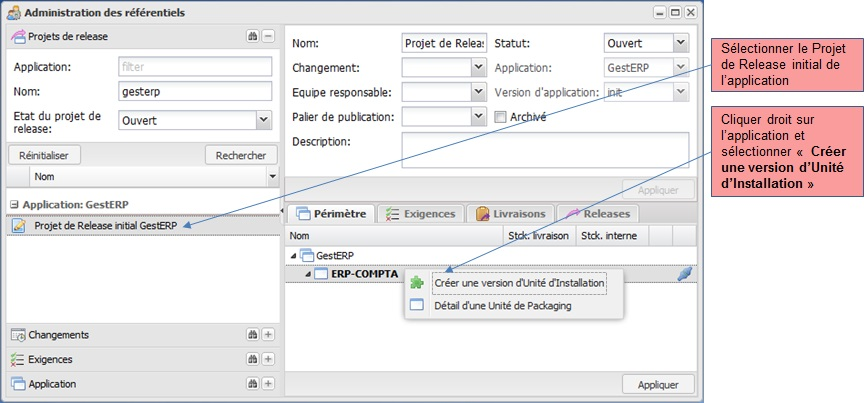 Administration des référentiels
Projets de release
Application:
filter
Nom:
gesterp
Etat du projet de
release:
Ouvert
Réinitialiser
Rechercher
Nom
Application: GestERP
Projet de Release initial GestERP
Changements
Exigences
Application
Nom:
Projet de Releas
Statut:
Ouvert
Changement:
Application:
GestERP
Equipe responsable:
Version d'application:
init
Palier de publication:
Archivé
Description:
Appliquer
Périmètre
Exigences
Livraisons
Releases
Nom
Stck. livraison
Stck. interne
GestERP
ERP-COMPTA
Créer une version d'Unité d'Installation
Détail d'une Unité de Packaging
Appliquer
Sélectionner le Projet
de Release initial de
l’application
Cliquer droit sur
l’application et
sélectionner « Créer
une version d’Unité
d’Installation »